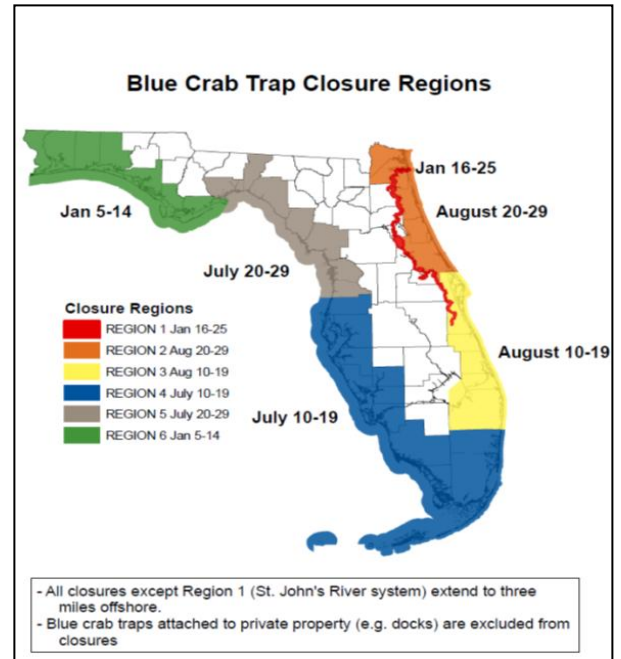 Blue Crab Trap Closure Regions
Jan 16-25
Jan 5-14
August 20-29
July 20-29
Closure Regions
REGION 1 Jan 16-25
REGION 2 Aug 20-29
REGION 3 Aug 10-19
REGION 4 July 10-19
REGION 5 July 20-29
REGION 6 Jan 5-14
August 10-19
July 10-19
- All closures except Region 1 (St. John's River system) extend to three
miles offshore.
- Blue crab traps attached to private property (e.g. docks) are excluded from
closures